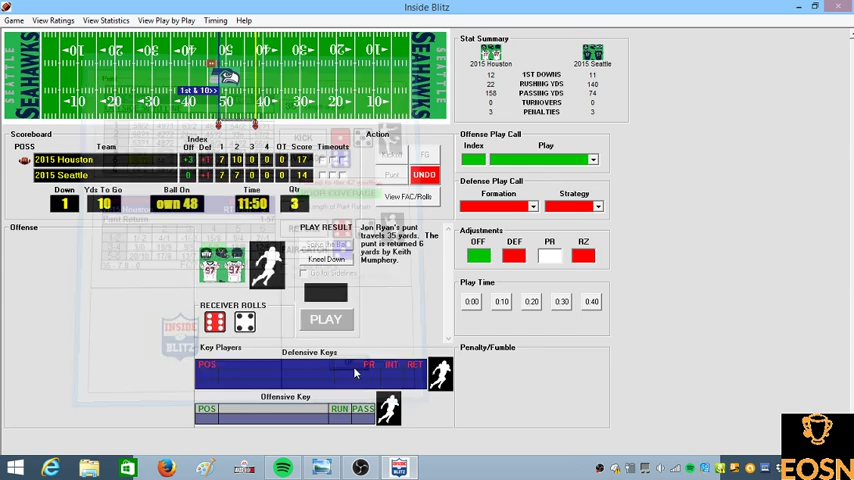 Inside Blitz
Game View Ratings View Statistics View Play by Play Timing Help
SEAHAWKS
SEATTLE
1st & 10>>
Stat Summary
2015 Houston 2015 Seattle
12 1ST DOWNS 11
22 RUSHING YDS 140
158 PASSING YDS 74
0 TURNOVERS 0
3 PENALTIES 3
Scoreboard
POSS Team Index Off Def 1 2 3 4 OT Score Timeouts
2015 Houston +3 +1 7 10 0 0 0 17
2015 Seattle 0 +1 7 7 0 0 0 14
Down Yds To Go Ball On Time Qtr
1 10 own 48 11:50 3
Action
Kickoff FG
Punt UNDO
View FAC/Rolls
Offense Play Call
Index Play
Defense Play Call
Formation Strategy
Adjustments
OFF DEF PR RZ
Play Time
0:00 0:10 0:20 0:30 0:40
Offense
PLAY RESULT
Kneel Down
Jon Ryan's punt
travels 35 yards. The
punt is returned 6
yards by Keith
Mumphery.
RECEIVER ROLLS
PLAY
Penalty/Fumble
Key Players
Defensive Keys
POS PR INT RET
Offensive Key
POS RUN PASS
INSIDE
BLITZ
EOSN